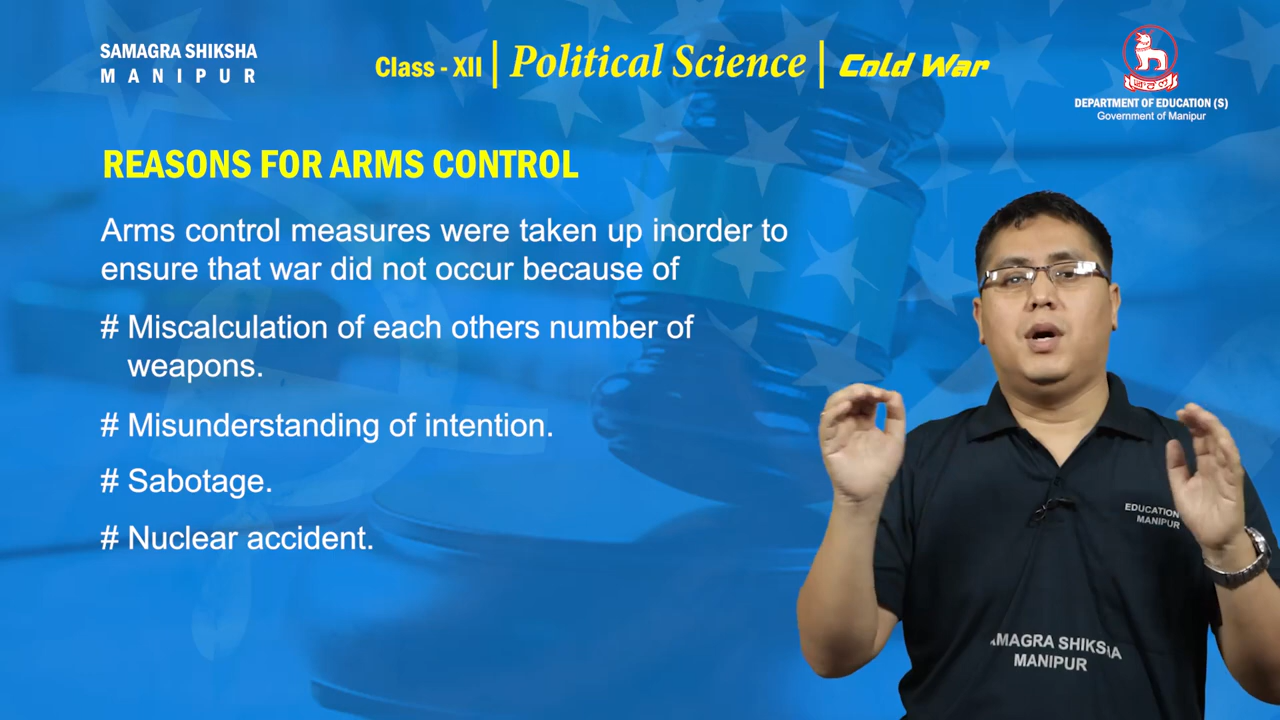 SAMAGRA SHIKSHA
MANIPUR
Class - XII | Political Science | Cold War
DEPARTMENT OF EDUCATION (S)
Government of Manipur
REASONS FOR ARMS CONTROL
Arms control measures were taken up inorder to
ensure that war did not occur because of
# Miscalculation of each others number of
weapons.
# Misunderstanding of intention.
# Sabotage.
# Nuclear accident.
EDUCATION
MANIPUR
AMAGRA SHIKSHA
MANIPUR